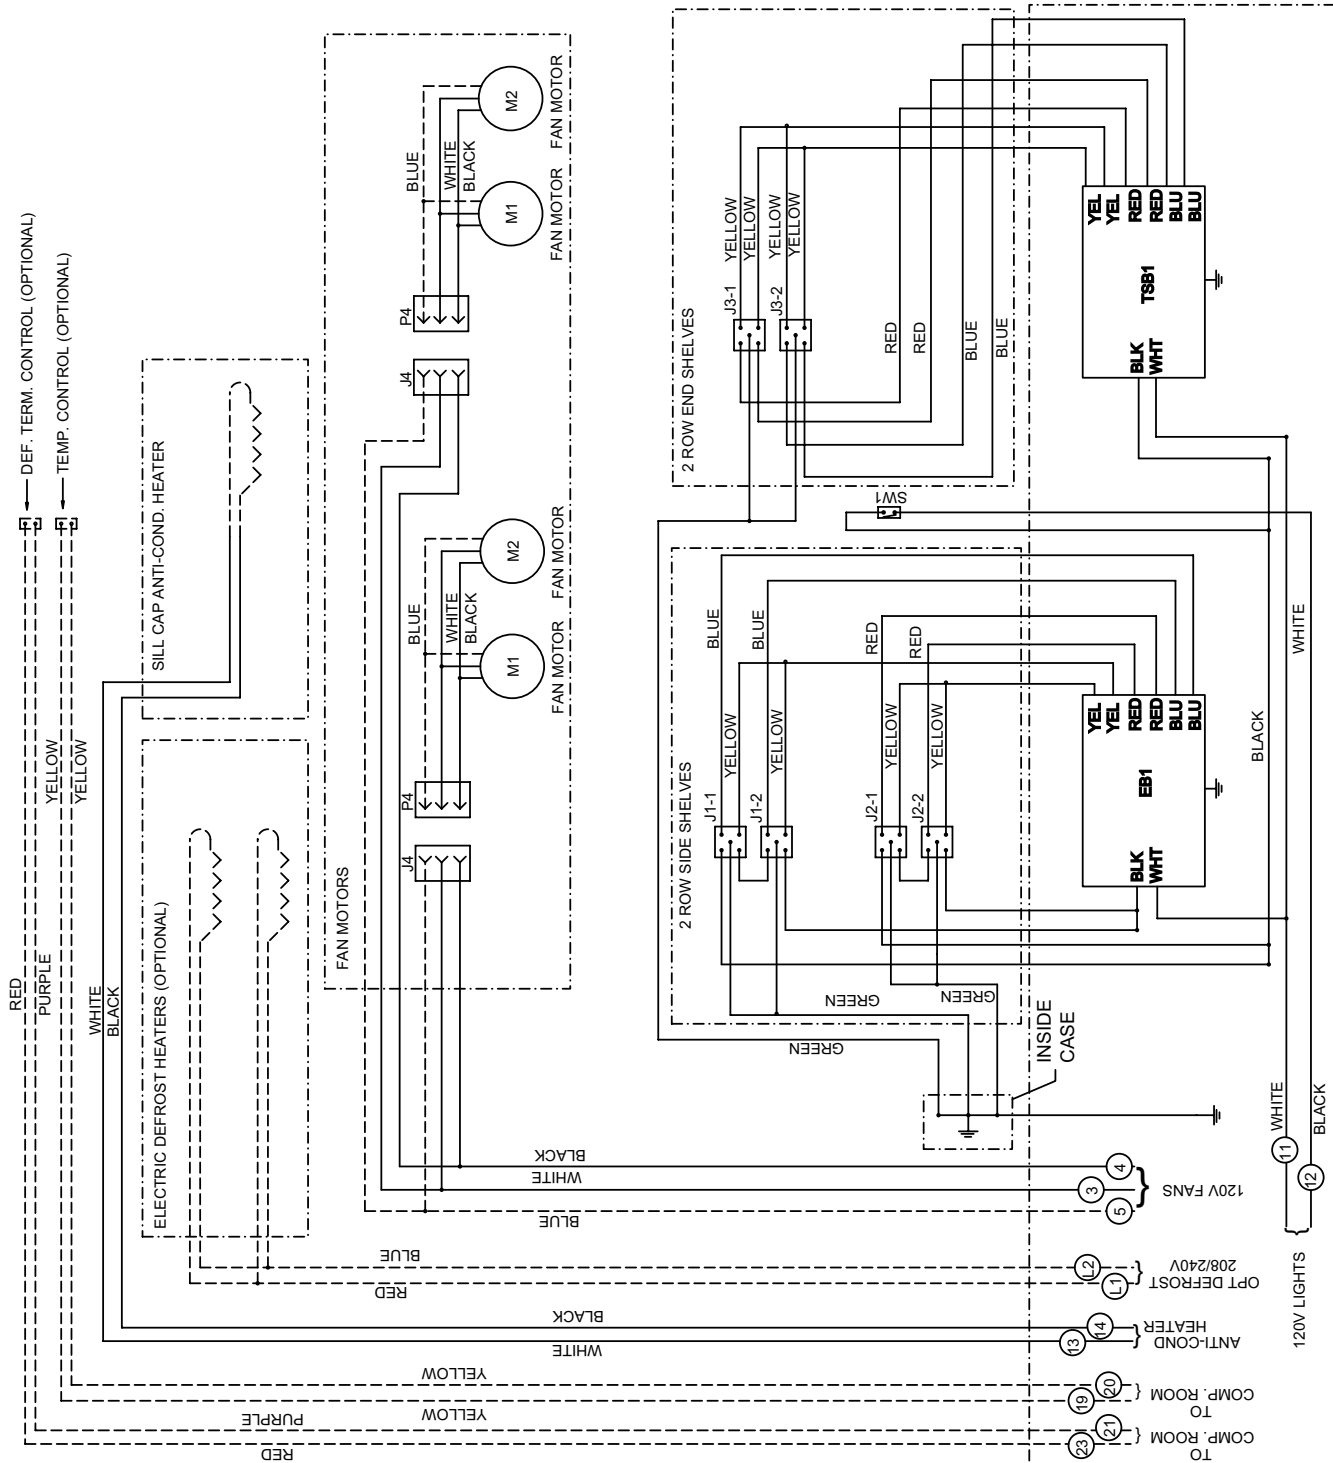 DEF. TERM. CONTROL (OPTIONAL)
TEMP. CONTROL (OPTIONAL)
RED
PURPLE
YELLOW
YELLOW
WHITE
BLACK
SILL CAP ANTI-COND. HEATER
ELECTRIC DEFROST HEATERS (OPTIONAL)
FAN MOTORS
J4
P4
BLUE
WHITE
BLACK
M1
M2
FAN MOTOR
FAN MOTOR
J4
P4
BLUE
WHITE
BLACK
M1
M2
FAN MOTOR
FAN MOTOR
2 ROW SIDE SHELVES
J1-1
J1-2
J2-1
J2-2
YELLOW
YELLOW
YELLOW
YELLOW
BLUE
BLUE
RED
RED
GREEN
GREEN
GREEN
2 ROW END SHELVES
J3-1
J3-2
YELLOW
YELLOW
YELLOW
YELLOW
RED
RED
BLUE
BLUE
SW1
YEL
YEL
RED
RED
BLU
BLU
EB1
BLK
WHT
YEL
YEL
RED
RED
BLU
BLU
TSB1
BLK
WHT
BLACK
WHITE
INSIDE
CASE
WHITE
BLACK
11
12
120V LIGHTS
BLACK
WHITE
BLUE
4
3
5
120V FANS
BLUE
RED
L2
L1
OPT DEFROST
208/240V
BLACK
WHITE
14
13
ANTI-COND
HEATER
YELLOW
YELLOW
20
19
TO
COMP. ROOM
PURPLE
RED
21
23
TO
COMP. ROOM